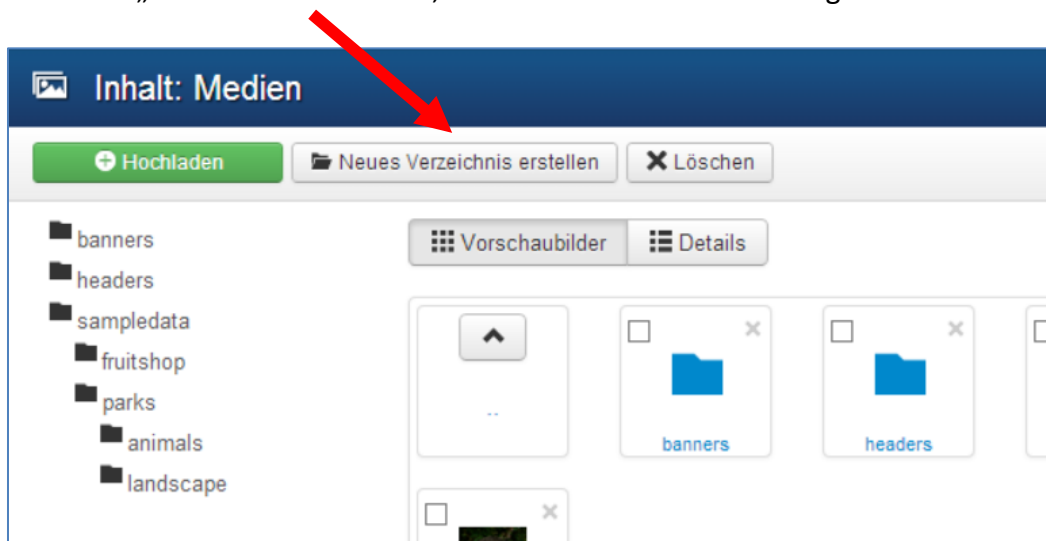 Inhalt: Medien
Hochladen
Neues Verzeichnis erstellen
Löschen
banners
headers
sampledata
fruitshop
parks
animals
landscape
Vorschaubilder
Details
..
banners
headers